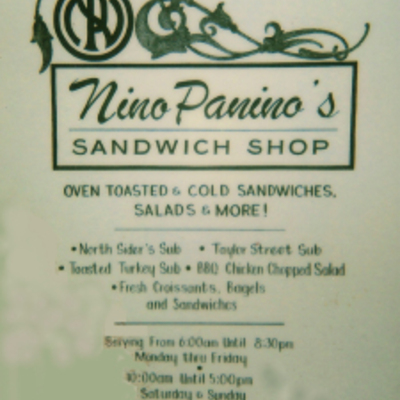 NP
Nino Panino's
SANDWICH SHOP
OVEN TOASTED & COLD SANDWICHES,
SALADS & MORE!
• North Sider's Sub • Taylor Street Sub
• Toasted Turkey Sub • BBQ Chicken Chopped Salad
• Fresh Croissants, Bagels
and Sandwiches
Serving From 6:00am Until 8:30pm
Monday thru Friday
•
10:00am Until 5:00pm
Saturday & Sunday